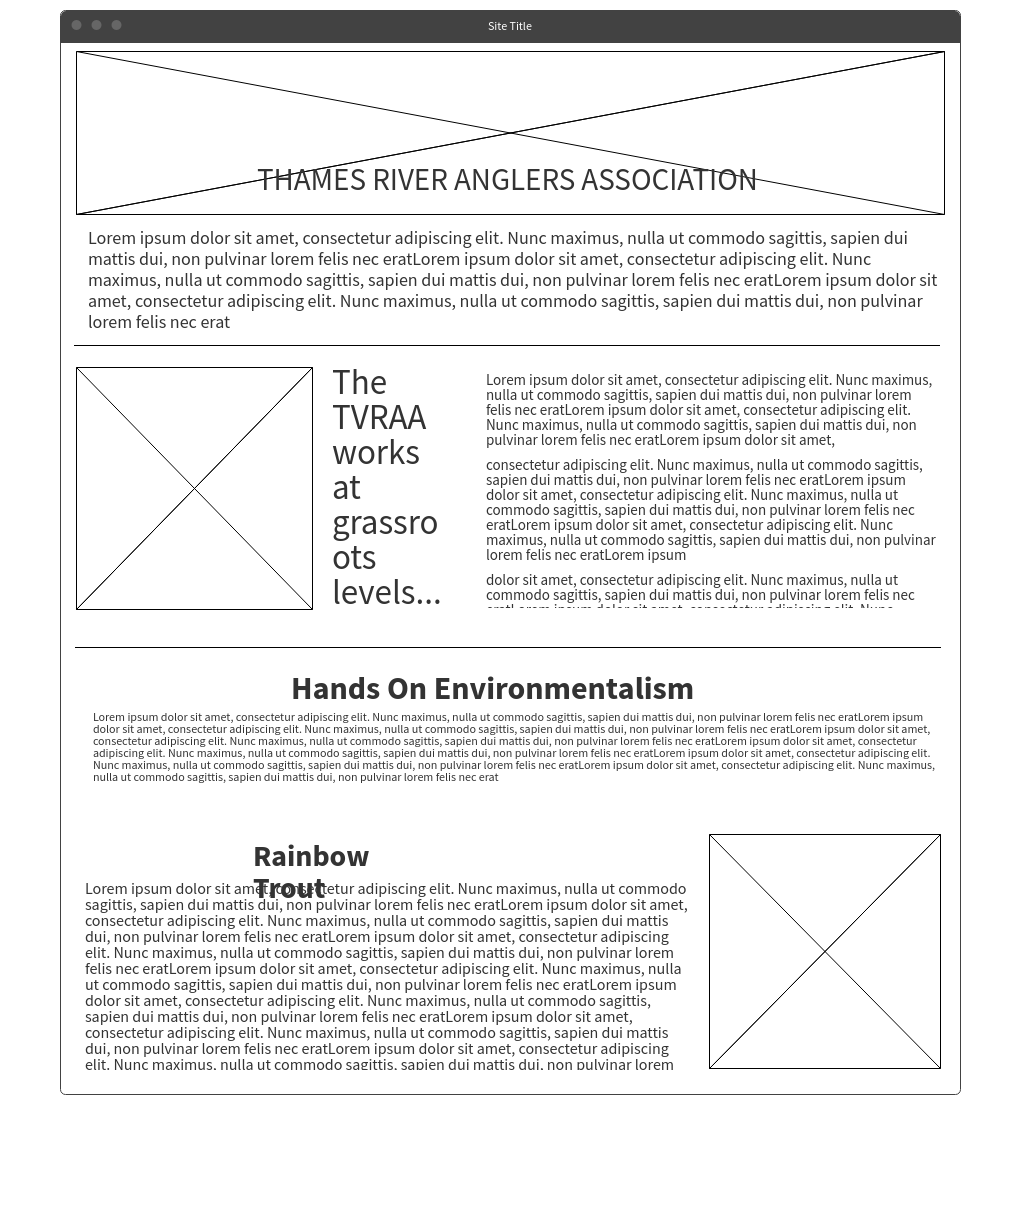 Site Title
THAMES RIVER ANGLERS ASSOCIATION
Lorem ipsum dolor sit amet, consectetur adipiscing elit. Nunc maximus, nulla ut commodo sagittis, sapien dui
mattis dui, non pulvinar lorem felis nec eratLorem ipsum dolor sit amet, consectetur adipiscing elit. Nunc
maximus, nulla ut commodo sagittis, sapien dui mattis dui, non pulvinar lorem felis nec eratLorem ipsum dolor sit
amet, consectetur adipiscing elit. Nunc maximus, nulla ut commodo sagittis, sapien dui mattis dui, non pulvinar
lorem felis nec erat
The
TVRAA
works
at
grassro
ots
levels...
Lorem ipsum dolor sit amet, consectetur adipiscing elit. Nunc maximus,
nulla ut commodo sagittis, sapien dui mattis dui, non pulvinar lorem
felis nec eratLorem ipsum dolor sit amet, consectetur adipiscing elit.
Nunc maximus, nulla ut commodo sagittis, sapien dui mattis dui, non
pulvinar lorem felis nec eratLorem ipsum dolor sit amet,
consectetur adipiscing elit. Nunc maximus, nulla ut commodo sagittis,
sapien dui mattis dui, non pulvinar lorem felis nec eratLorem ipsum
dolor sit amet, consectetur adipiscing elit. Nunc maximus, nulla ut
commodo sagittis, sapien dui mattis dui, non pulvinar lorem felis nec
eratLorem ipsum dolor sit amet, consectetur adipiscing elit. Nunc
maximus, nulla ut commodo sagittis, sapien dui mattis dui, non pulvinar
lorem felis nec eratLorem ipsum
dolor sit amet, consectetur adipiscing elit. Nunc maximus, nulla ut
commodo sagittis, sapien dui mattis dui, non pulvinar lorem felis nec
Hands On Environmentalism
Lorem ipsum dolor sit amet, consectetur adipiscing elit. Nunc maximus, nulla ut commodo sagittis, sapien dui mattis dui, non pulvinar lorem felis nec eratLorem ipsum
dolor sit amet, consectetur adipiscing elit. Nunc maximus, nulla ut commodo sagittis, sapien dui mattis dui, non pulvinar lorem felis nec eratLorem ipsum dolor sit amet,
consectetur adipiscing elit. Nunc maximus, nulla ut commodo sagittis, sapien dui mattis dui, non pulvinar lorem felis nec eratLorem ipsum dolor sit amet, consectetur
adipiscing elit. Nunc maximus, nulla ut commodo sagittis, sapien dui mattis dui, non pulvinar lorem felis nec eratLorem ipsum dolor sit amet, consectetur adipiscing elit.
Nunc maximus, nulla ut commodo sagittis, sapien dui mattis dui, non pulvinar lorem felis nec eratLorem ipsum dolor sit amet, consectetur adipiscing elit. Nunc maximus,
nulla ut commodo sagittis, sapien dui mattis dui, non pulvinar lorem felis nec erat
Rainbow
Trout
Lorem ipsum dolor sit amet, consectetur adipiscing elit. Nunc maximus, nulla ut commodo
sagittis, sapien dui mattis dui, non pulvinar lorem felis nec eratLorem ipsum dolor sit amet,
consectetur adipiscing elit. Nunc maximus, nulla ut commodo sagittis, sapien dui mattis
dui, non pulvinar lorem felis nec eratLorem ipsum dolor sit amet, consectetur adipiscing
elit. Nunc maximus, nulla ut commodo sagittis, sapien dui mattis dui, non pulvinar lorem
felis nec eratLorem ipsum dolor sit amet, consectetur adipiscing elit. Nunc maximus, nulla
ut commodo sagittis, sapien dui mattis dui, non pulvinar lorem felis nec eratLorem ipsum
dolor sit amet, consectetur adipiscing elit. Nunc maximus, nulla ut commodo sagittis,
sapien dui mattis dui, non pulvinar lorem felis nec eratLorem ipsum dolor sit amet,
consectetur adipiscing elit. Nunc maximus, nulla ut commodo sagittis, sapien dui mattis
dui, non pulvinar lorem felis nec eratLorem ipsum dolor sit amet, consectetur adipiscing
elit. Nunc maximus, nulla ut commodo sagittis, sapien dui mattis dui, non pulvinar lorem